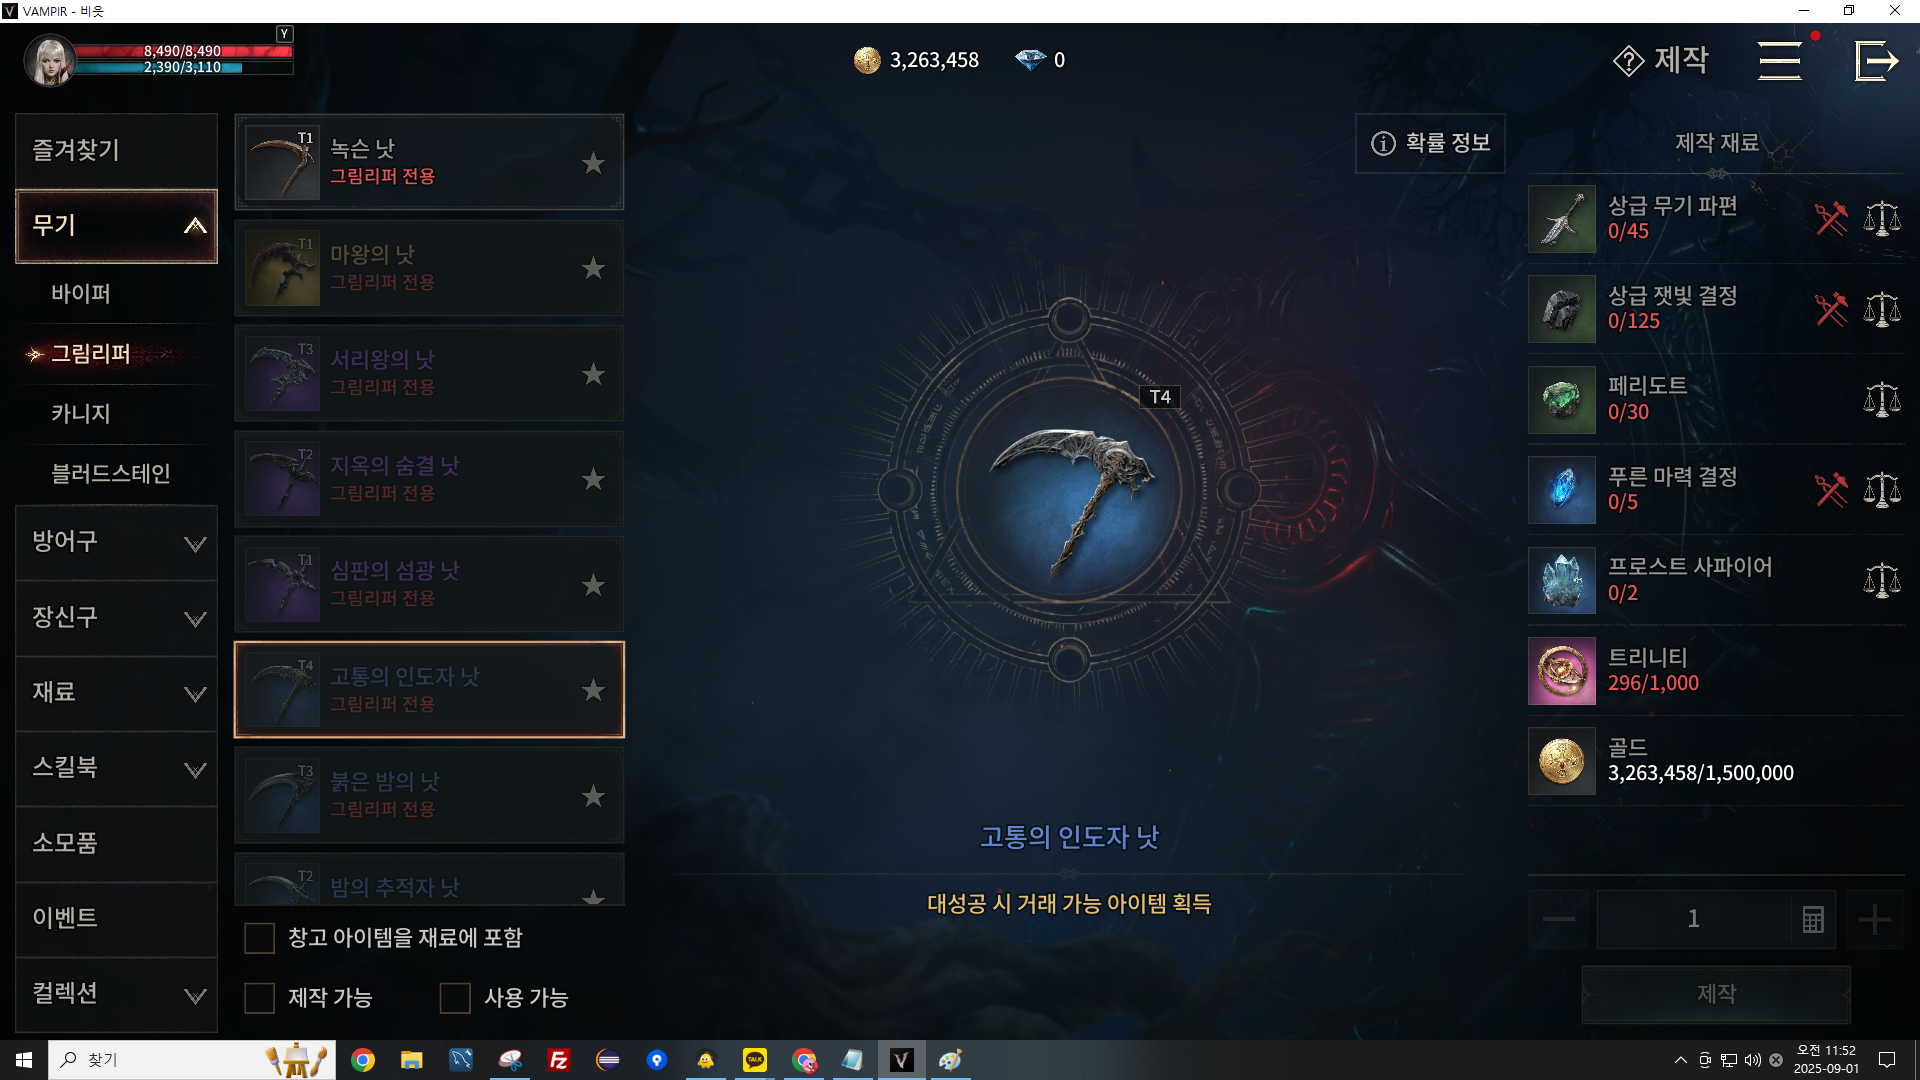 VAMPIR - 비읏
Y
8,490/8,490
2,390/3,110
3,263,458
0
제작
즐겨찾기
무기
바이퍼
그림리퍼
카니지
블러드스테인
방어구
장신구
재료
스킬북
소모품
이벤트
컬렉션
T1
녹슨 낫
그림리퍼 전용
T1
마왕의 낫
그림리퍼 전용
T3
서리왕의 낫
그림리퍼 전용
T2
지옥의 숨결 낫
그림리퍼 전용
T1
심판의 섬광 낫
그림리퍼 전용
T4
고통의 인도자 낫
그림리퍼 전용
T3
붉은 밤의 낫
그림리퍼 전용
T2
밤의 추적자 낫
창고 아이템을 재료에 포함
제작 가능
사용 가능
확률 정보
T4
고통의 인도자 낫
대성공 시 거래 가능 아이템 획득
제작 재료
상급 무기 파편
0/45
상급 잿빛 결정
0/125
페리도트
0/30
푸른 마력 결정
0/5
프로스트 사파이어
0/2
트리니티
296/1,000
골드
3,263,458/1,500,000
1
제작
찾기
TALK
오전 11:52
2025-09-01